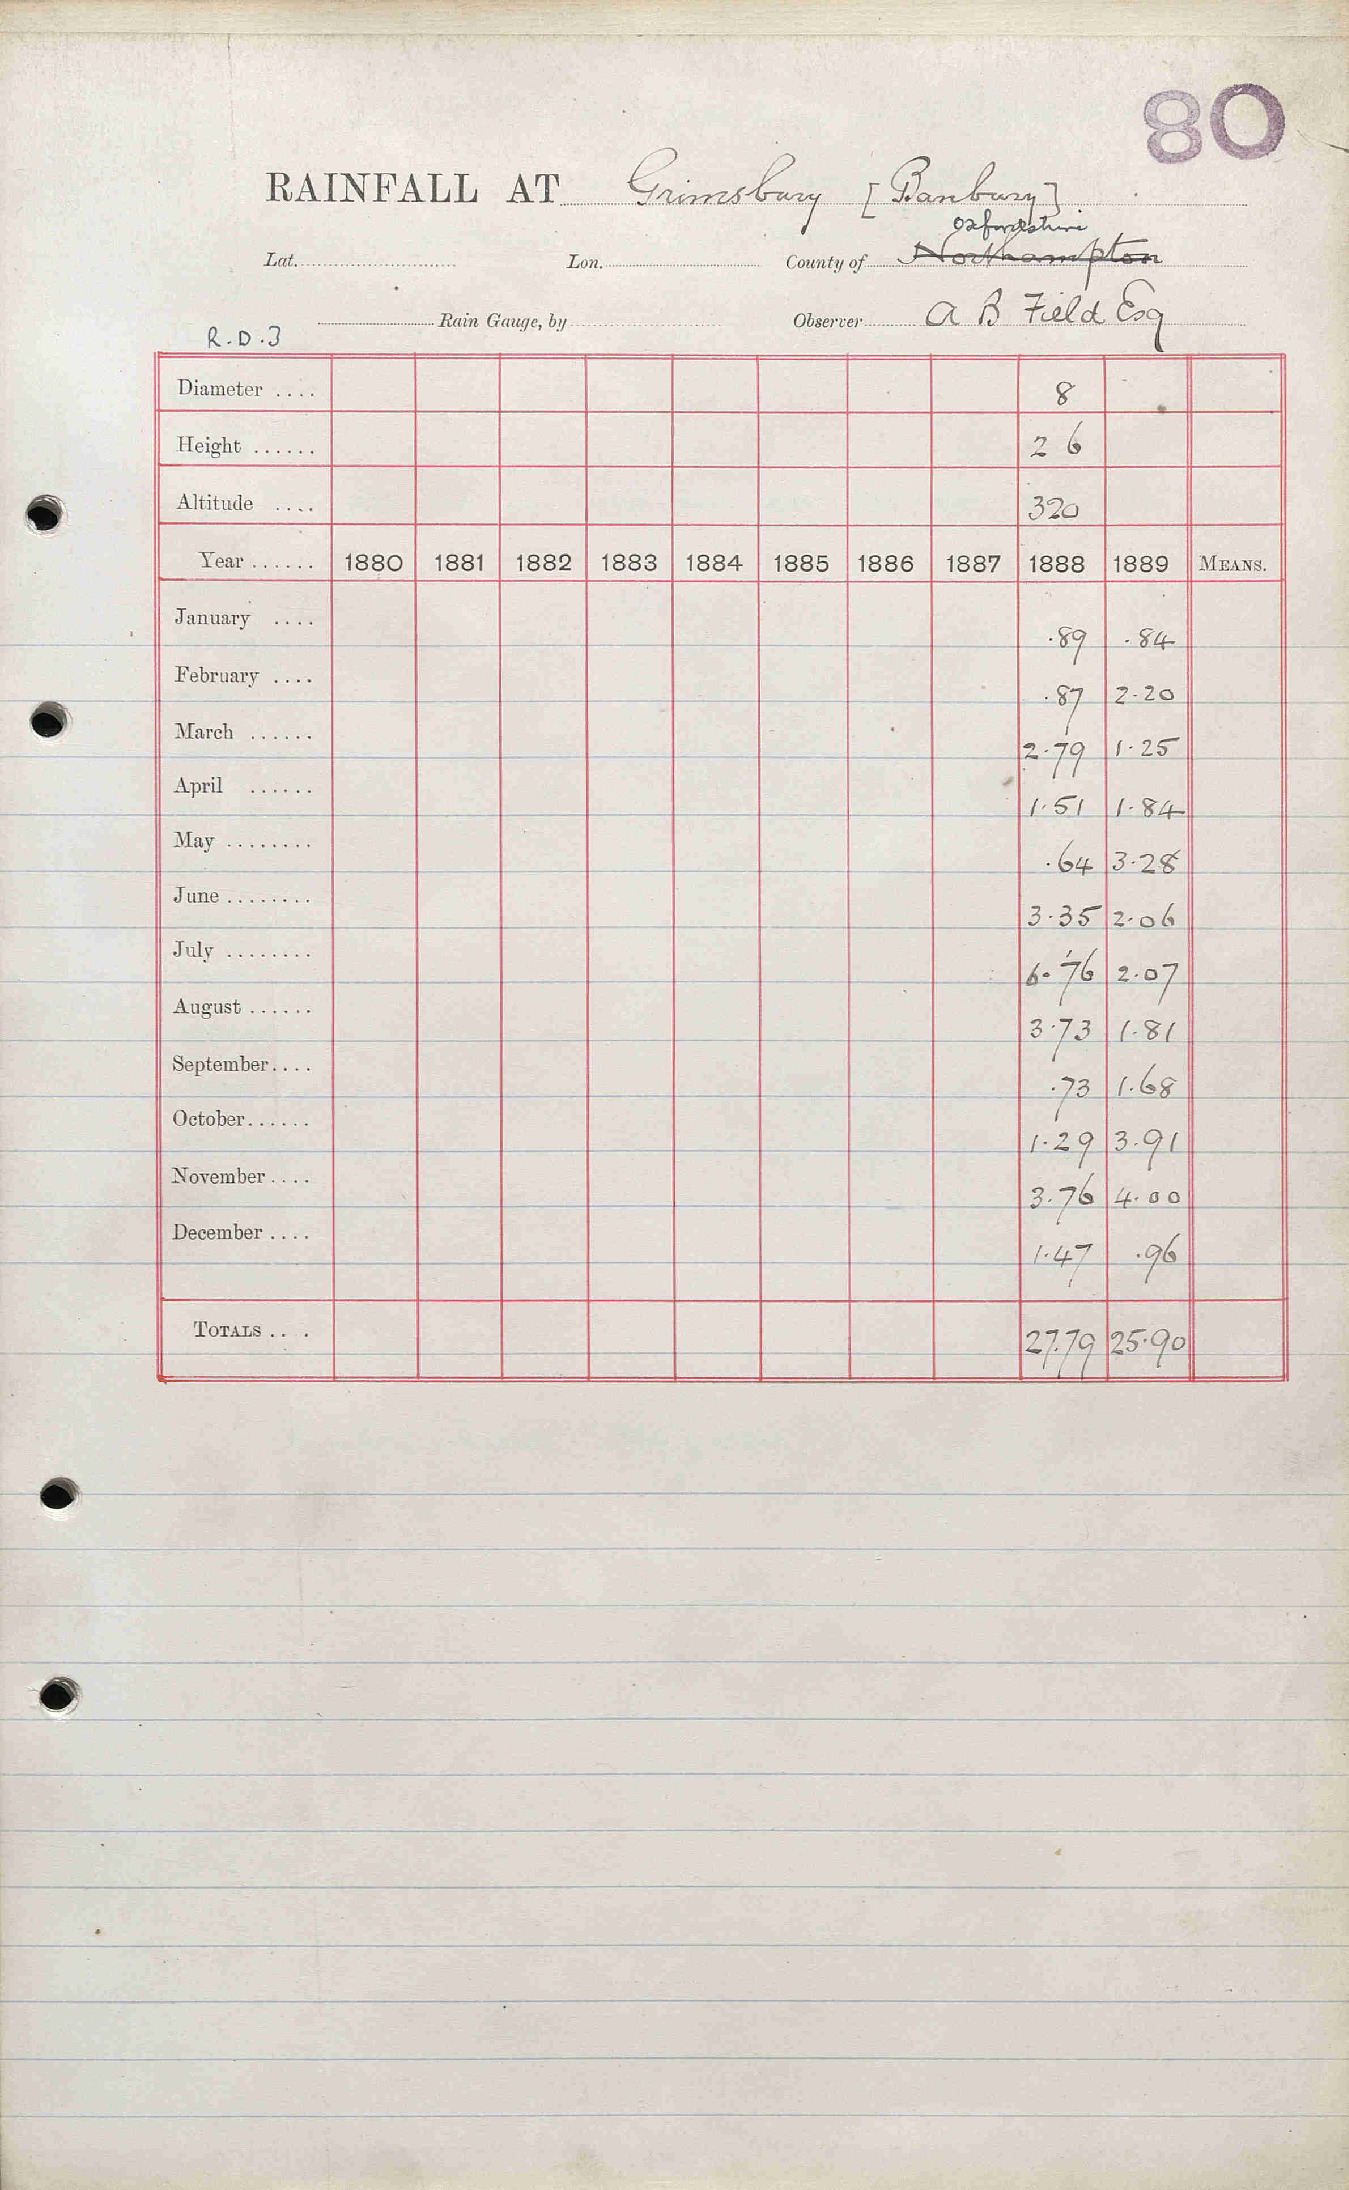 80
RAINFALL AT Grimsbury [Banbury]
Oxfordshire
Lat. Lon. County of Northampton
Rain Gauge, by Observer A B Field Esq
R.D.3
Diameter .... 8
Height ...... 2 6
Altitude .... 320
Year ...... 1880 1881 1882 1883 1884 1885 1886 1887 1888 1889 MEANS.
January .... .89 .84
February .... .87 2.20
March ...... 2.79 1.25
April ...... 1.51 1.84
May ........ .64 3.28
June ........ 3.35 2.06
July ........ 6.76 2.07
August ...... 3.73 1.81
September.... .73 1.68
October...... 1.29 3.91
November.... 3.76 4.00
December .... 1.47 .96
TOTALS .. . 27.79 25.90